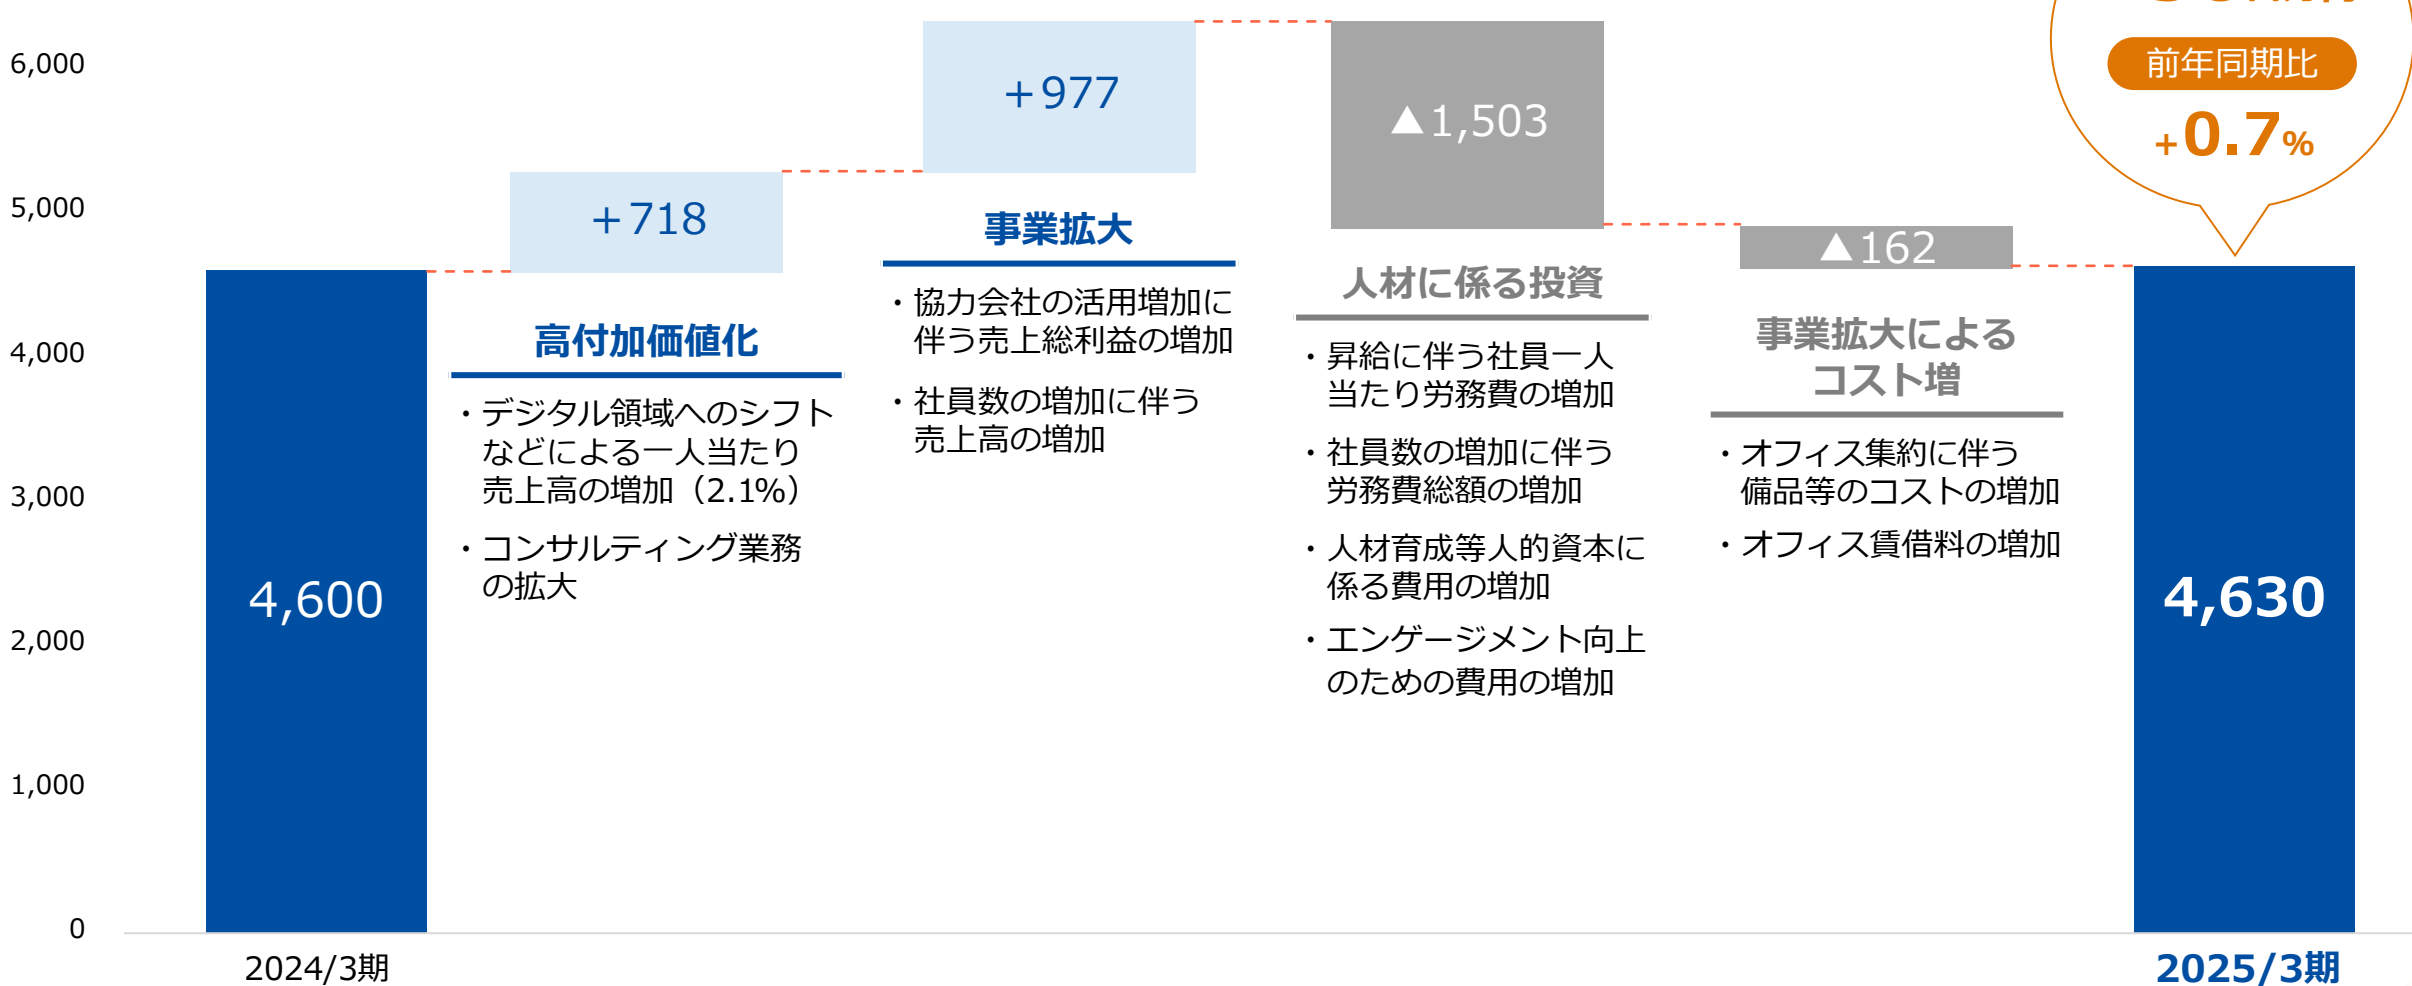 6,000
5,000
4,000
3,000
2,000
1,000
0
4,600
2024/3期
+718
高付加価値化
・デジタル領域へのシフト
などによる一人当たり
売上高の増加（2.1%）
・コンサルティング業務
の拡大
+977
事業拡大
・協力会社の活用増加に
伴う売上総利益の増加
・社員数の増加に伴う
売上高の増加
▲1,503
人材に係る投資
・昇給に伴う社員一人
当たり労務費の増加
・社員数の増加に伴う
労務費総額の増加
・人材育成等人的資本に
係る費用の増加
・エンゲージメント向上
のための費用の増加
▲162
事業拡大による
コスト増
・オフィス集約に伴う
備品等のコストの増加
・オフィス賃借料の増加
前年同期比
+0.7%
4,630
2025/3期